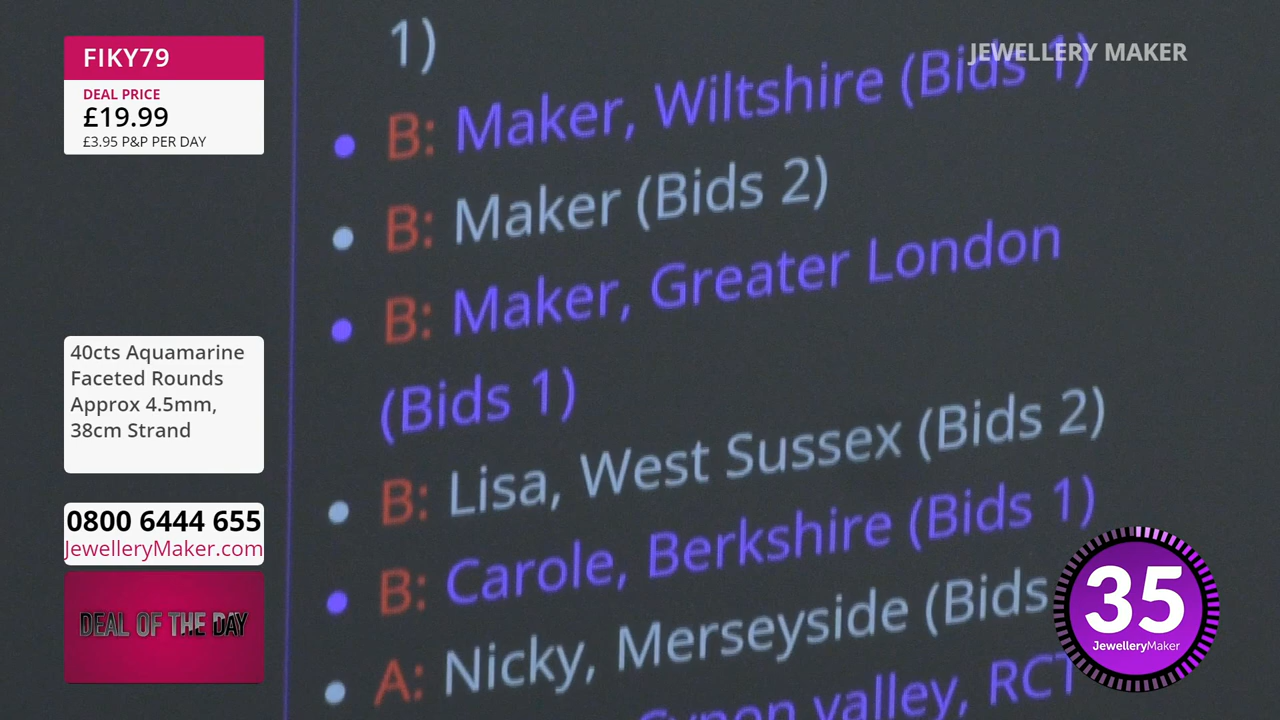 FIKY79
DEAL PRICE
£19.99
£3.95 P&P PER DAY
JEWELLERY MAKER
1)
B: Maker, Wiltshire (Bids 1)
B: Maker (Bids 2)
B: Maker, Greater London
(Bids 1)
B: Lisa, West Sussex (Bids 2)
B: Carole, Berkshire (Bids 1)
A: Nicky, Merseyside (Bids
valley, RCT
40cts Aquamarine
Faceted Rounds
Approx 4.5mm,
38cm Strand
0800 6444 655
JewelleryMaker.com
DEAL OF THE DAY
35
JewelleryMaker